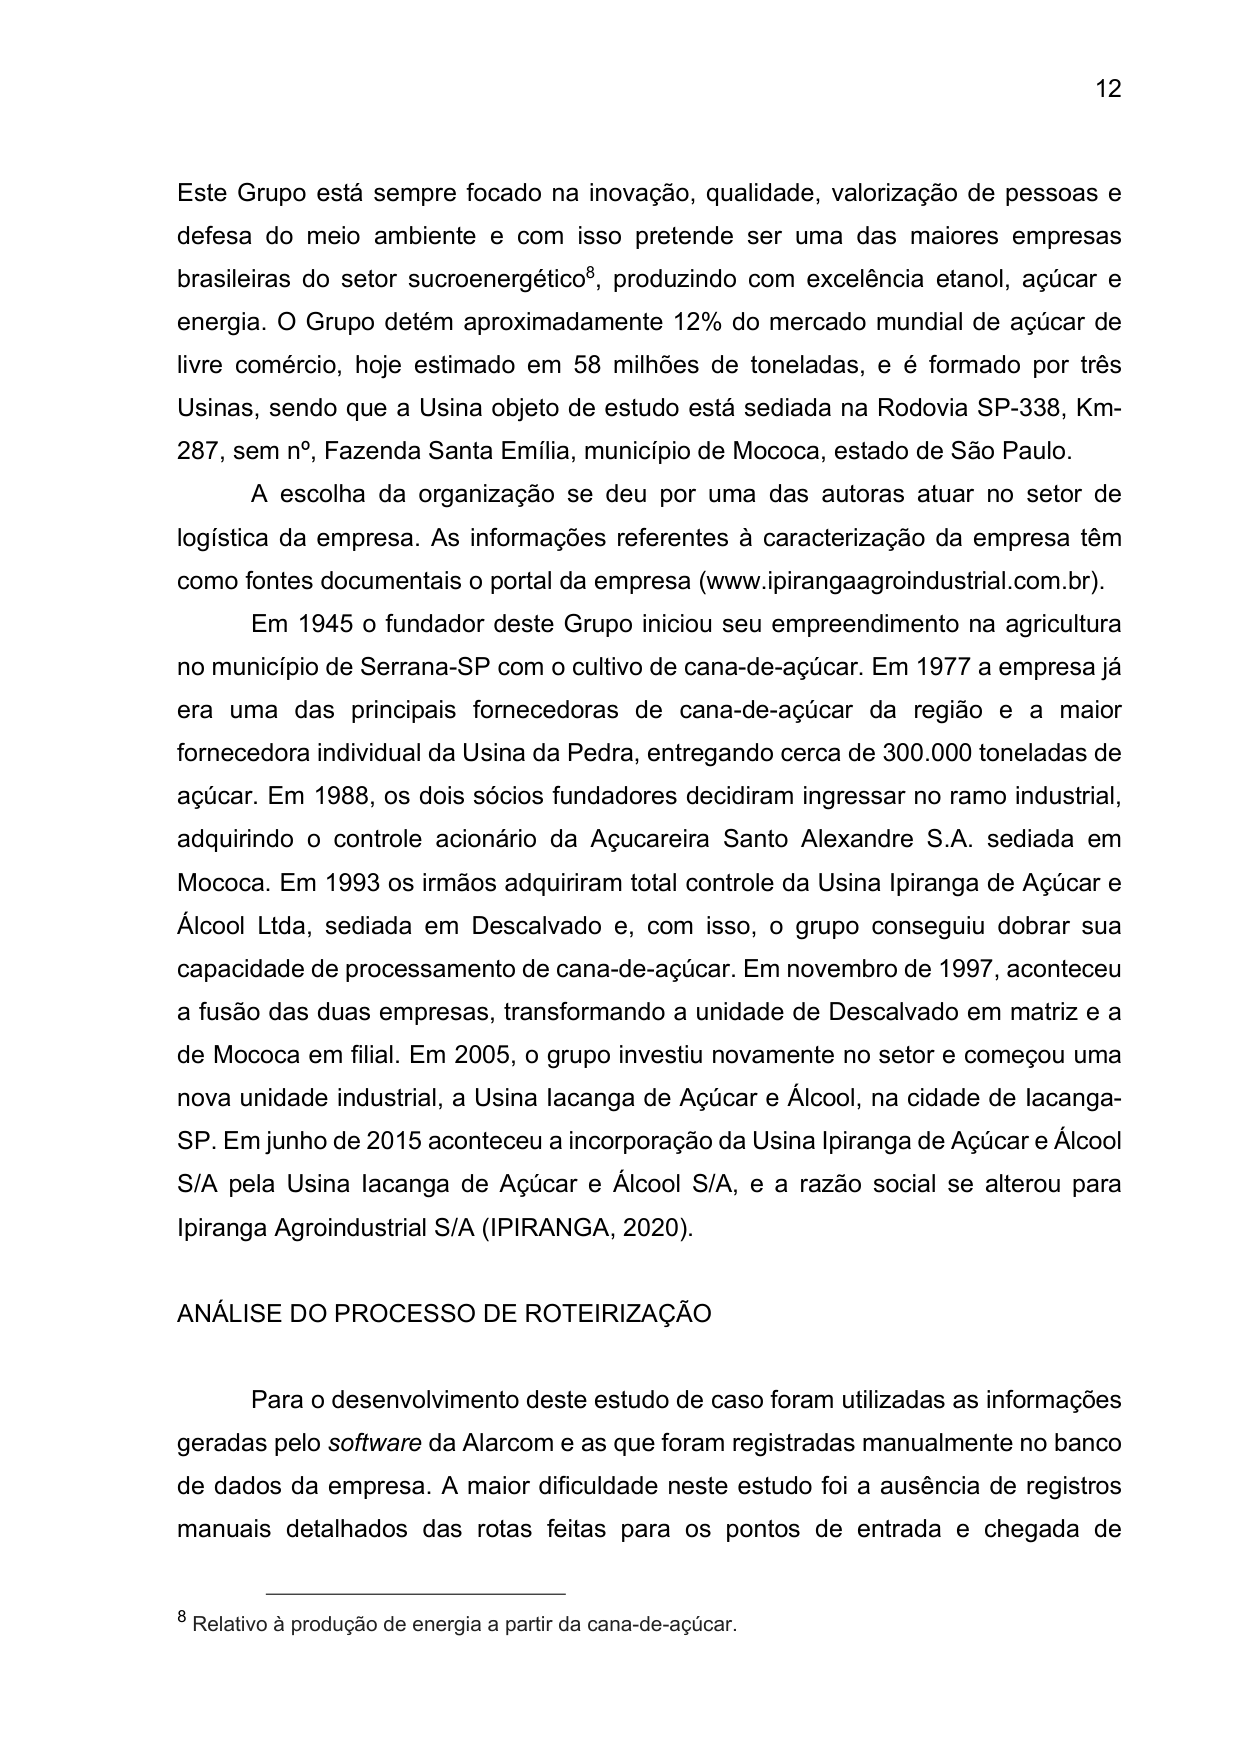 12
Este Grupo está sempre focado na inovação, qualidade, valorização de pessoas e
defesa do meio ambiente e com isso pretende ser uma das maiores empresas
brasileiras do setor sucroenergético⁸, produzindo com excelência etanol, açúcar e
energia. O Grupo detém aproximadamente 12% do mercado mundial de açúcar de
livre comércio, hoje estimado em 58 milhões de toneladas, e é formado por três
Usinas, sendo que a Usina objeto de estudo está sediada na Rodovia SP-338, Km-
287, sem nº, Fazenda Santa Emília, município de Mococa, estado de São Paulo.
A escolha da organização se deu por uma das autoras atuar no setor de
logística da empresa. As informações referentes à caracterização da empresa têm
como fontes documentais o portal da empresa (www.ipirangaagroindustrial.com.br).
Em 1945 o fundador deste Grupo iniciou seu empreendimento na agricultura
no município de Serrana-SP com o cultivo de cana-de-açúcar. Em 1977 a empresa já
era uma das principais fornecedoras de cana-de-açúcar da região e a maior
fornecedora individual da Usina da Pedra, entregando cerca de 300.000 toneladas de
açúcar. Em 1988, os dois sócios fundadores decidiram ingressar no ramo industrial,
adquirindo o controle acionário da Açucareira Santo Alexandre S.A. sediada em
Mococa. Em 1993 os irmãos adquiriram total controle da Usina Ipiranga de Açúcar e
Álcool Ltda, sediada em Descalvado e, com isso, o grupo conseguiu dobrar sua
capacidade de processamento de cana-de-açúcar. Em novembro de 1997, aconteceu
a fusão das duas empresas, transformando a unidade de Descalvado em matriz e a
de Mococa em filial. Em 2005, o grupo investiu novamente no setor e começou uma
nova unidade industrial, a Usina Iacanga de Açúcar e Álcool, na cidade de Iacanga-
SP. Em junho de 2015 aconteceu a incorporação da Usina Ipiranga de Açúcar e Álcool
S/A pela Usina Iacanga de Açúcar e Álcool S/A, e a razão social se alterou para
Ipiranga Agroindustrial S/A (IPIRANGA, 2020).
ANÁLISE DO PROCESSO DE ROTEIRIZAÇÃO
Para o desenvolvimento deste estudo de caso foram utilizadas as informações
geradas pelo software da Alarcom e as que foram registradas manualmente no banco
de dados da empresa. A maior dificuldade neste estudo foi a ausência de registros
manuais detalhados das rotas feitas para os pontos de entrada e chegada de
⁸ Relativo à produção de energia a partir da cana-de-açúcar.